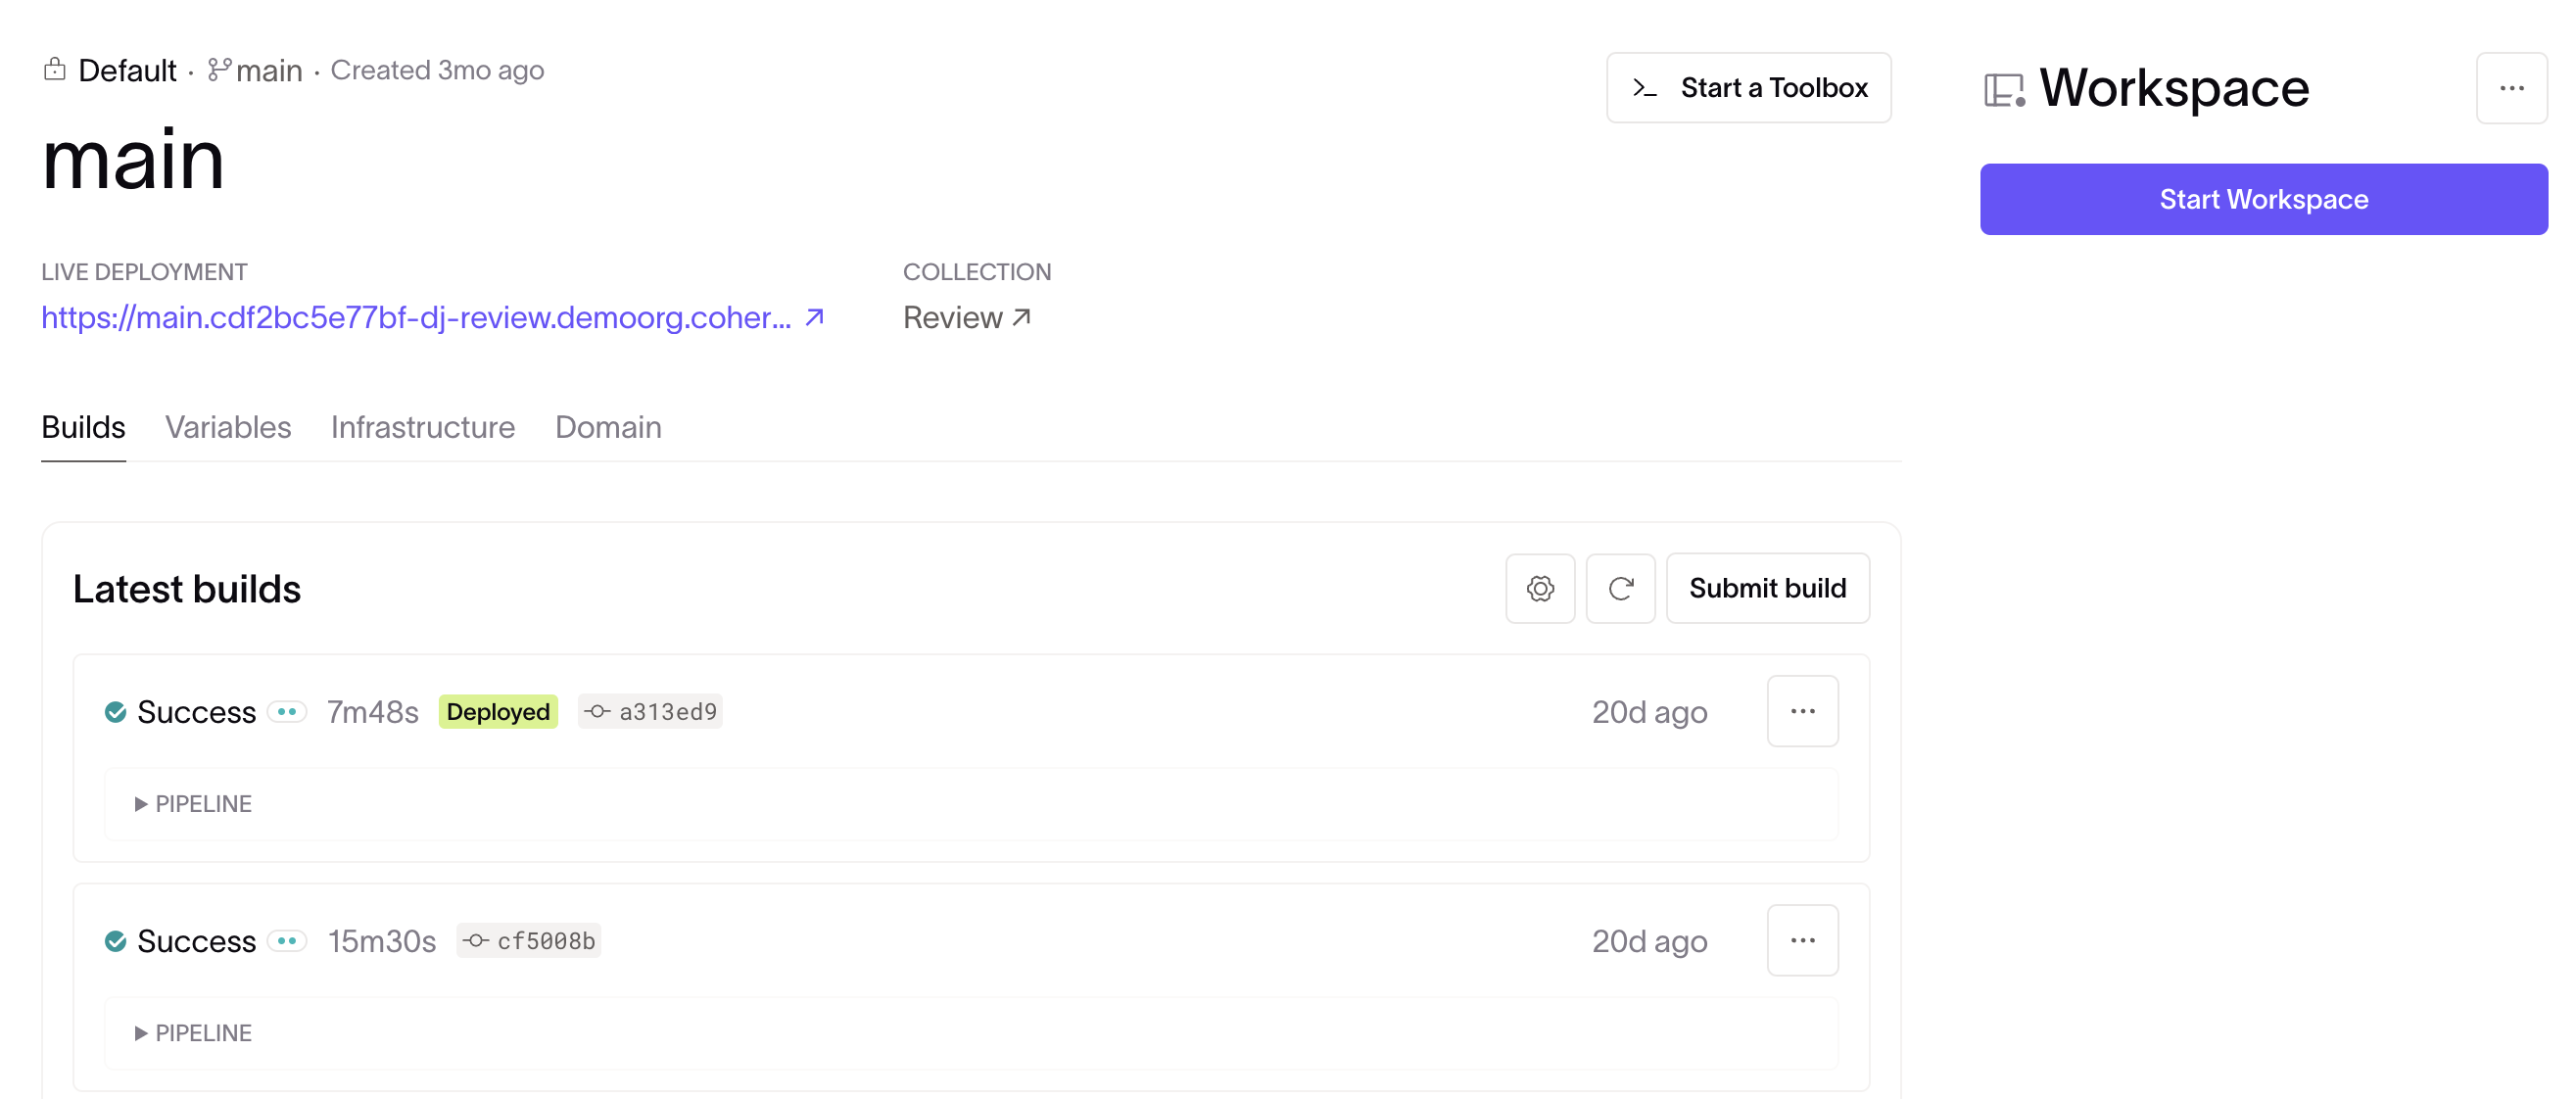 Default · main · Created 3mo ago
main
Start a Toolbox
LIVE DEPLOYMENT
https://main.cdf2bc5e77bf-dj-review.demoorg.coher...
COLLECTION
Review
Builds Variables Infrastructure Domain
Latest builds
Submit build
Success 7m48s Deployed a313ed9 20d ago
PIPELINE
Success 15m30s cf5008b 20d ago
PIPELINE
Workspace
Start Workspace